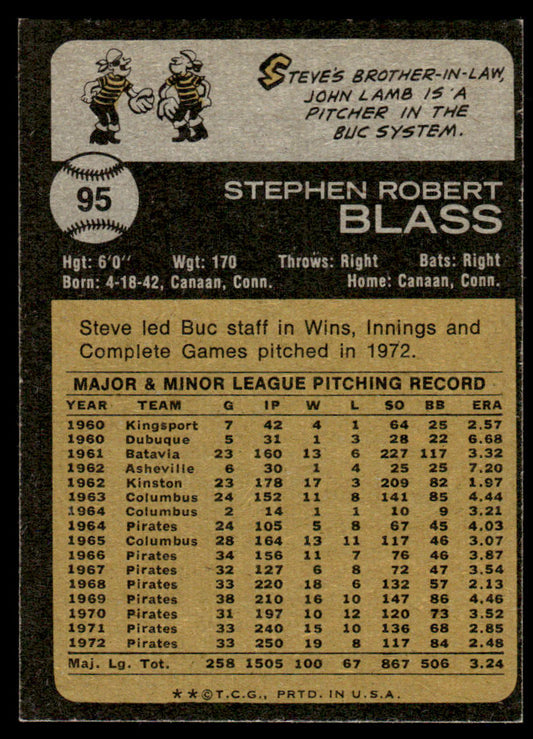 STEVE'S BROTHER-IN-LAW,
JOHN LAMB IS A
PITCHER IN THE
BUC SYSTEM.
95
STEPHEN ROBERT
BLASS
Hgt: 6'0" Wgt: 170 Throws: Right Bats: Right
Born: 4-18-42, Canaan, Conn. Home: Canaan, Conn.
Steve led Buc staff in Wins, Innings and
Complete Games pitched in 1972.
MAJOR & MINOR LEAGUE PITCHING RECORD
YEAR TEAM G IP W L SO BB ERA
1960 Kingsport 7 42 4 1 64 25 2.57
1960 Dubuque 5 31 1 3 28 22 6.68
1961 Batavia 23 160 13 6 227 117 3.32
1962 Asheville 6 30 1 4 25 25 7.20
1962 Kinston 23 178 17 3 209 82 1.97
1963 Columbus 24 152 11 8 141 85 4.44
1964 Columbus 2 14 1 1 10 9 3.21
1964 Pirates 24 105 5 8 67 45 4.03
1965 Columbus 28 164 13 11 117 46 3.07
1966 Pirates 34 156 11 7 76 46 3.87
1967 Pirates 32 127 6 8 72 47 3.54
1968 Pirates 33 220 18 6 132 57 2.13
1969 Pirates 38 210 16 10 147 86 4.46
1970 Pirates 31 197 10 12 120 73 3.52
1971 Pirates 33 240 15 10 136 68 2.85
1972 Pirates 33 250 19 8 117 84 2.48
Maj. Lg. Tot. 258 1505 100 67 867 506 3.24
**©T.C.G., PRTD. IN U.S.A.